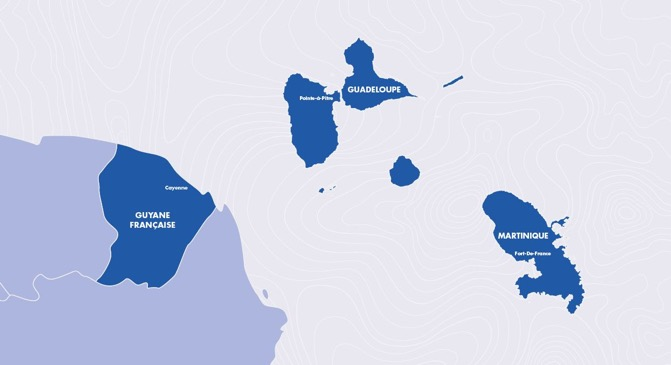 GUADELOUPE
Pointe-à-Pitre
Cayenne
GUYANE
FRANÇAISE
MARTINIQUE
Fort-De-France